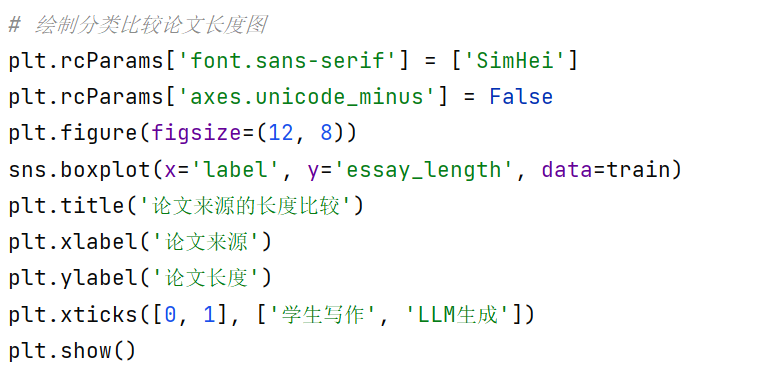 # 绘制分类比较论文长度图
plt.rcParams['font.sans-serif'] = ['SimHei']
plt.rcParams['axes.unicode_minus'] = False
plt.figure(figsize=(12, 8))
sns.boxplot(x='label', y='essay_length', data=train)
plt.title('论文来源的长度比较')
plt.xlabel('论文来源')
plt.ylabel('论文长度')
plt.xticks([0, 1], ['学生写作', 'LLM生成'])
plt.show()